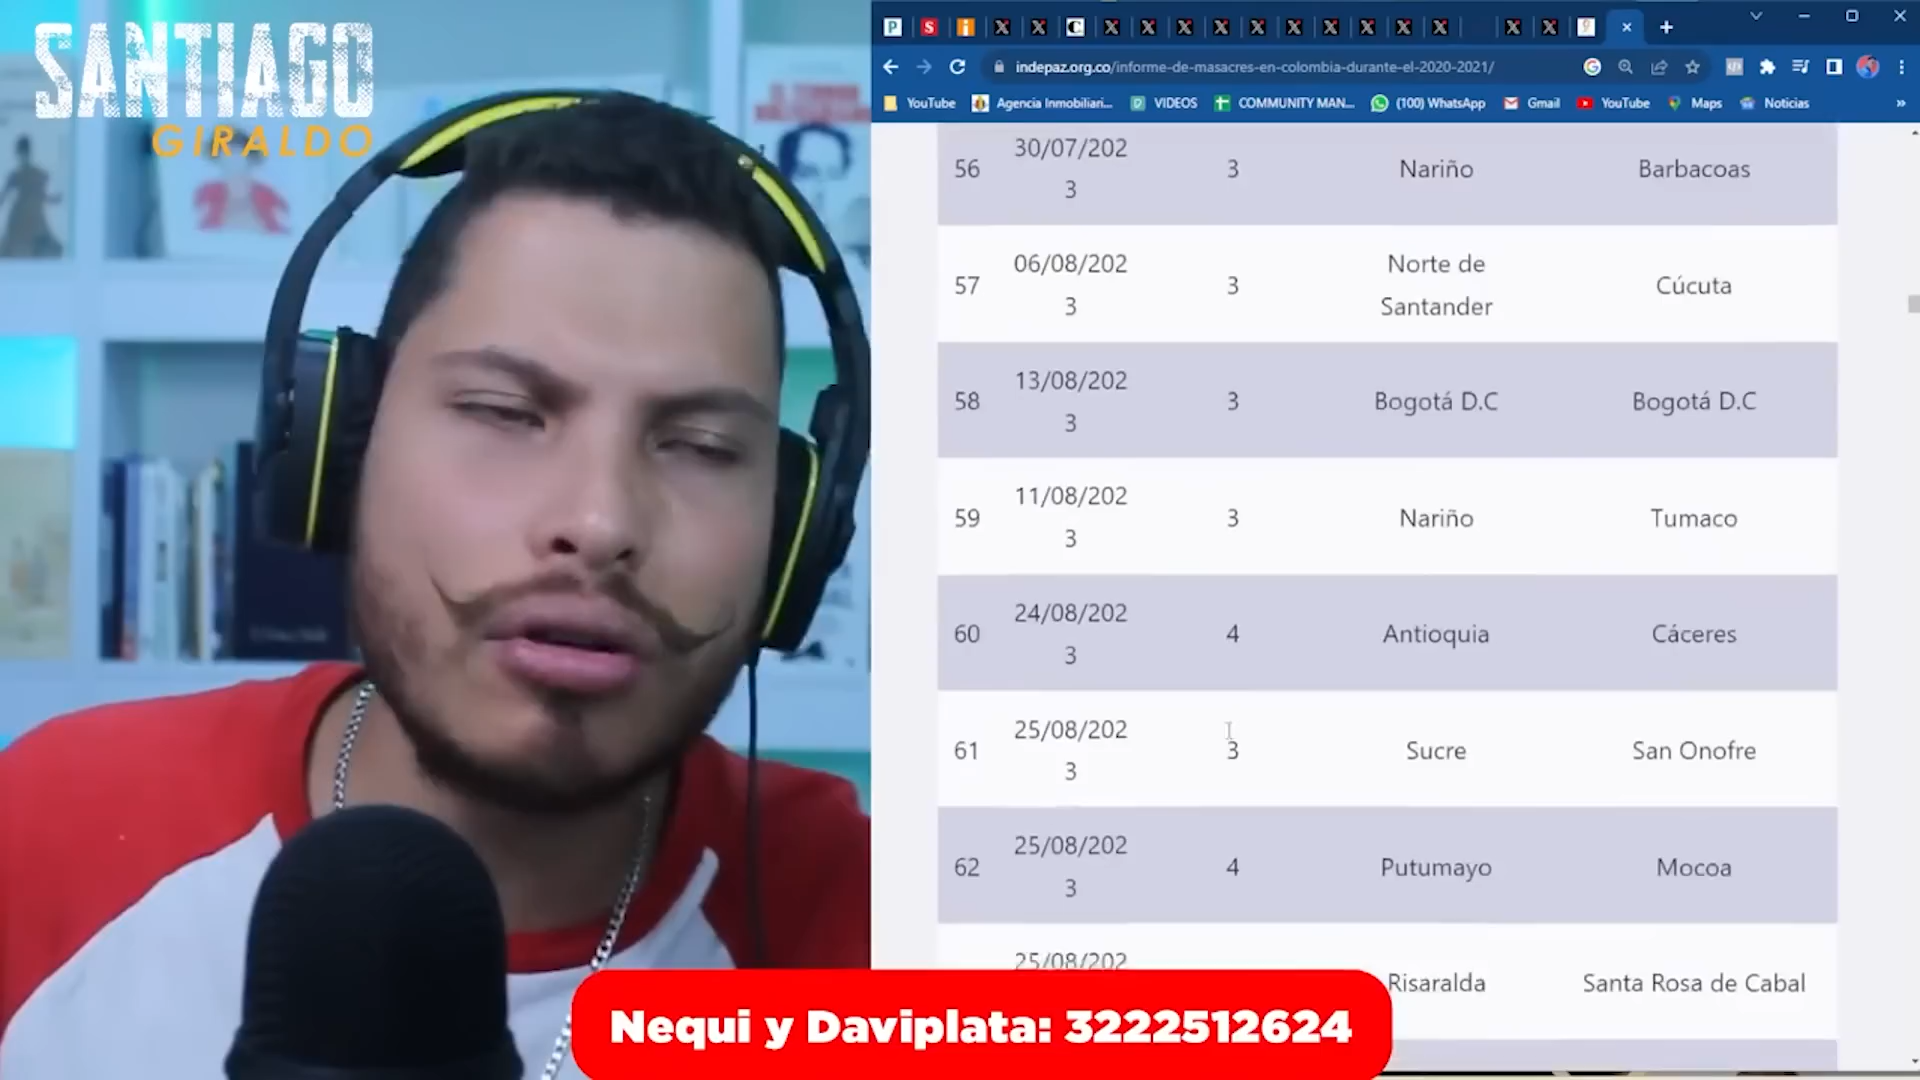 SANTIAGO
GIRALDO
indepaz.org.co/informe-de-masacres-en-colombia-durante-el-2020-2021/
YouTube
Agencia Inmobiliari...
VIDEOS
COMMUNITY MAN...
(100) WhatsApp
Gmail
YouTube
Maps
Noticias
»
56 30/07/202 3 Nariño Barbacoas
3
57 06/08/202 3 Norte de Cúcuta
3 Santander
58 13/08/202 3 Bogotá D.C Bogotá D.C
3
59 11/08/202 3 Nariño Tumaco
3
60 24/08/202 4 Antioquia Cáceres
3
61 25/08/202 3 Sucre San Onofre
3
62 25/08/202 4 Putumayo Mocoa
3
25/08/202 Risaralda Santa Rosa de Cabal
Nequi y Daviplata: 3222512624